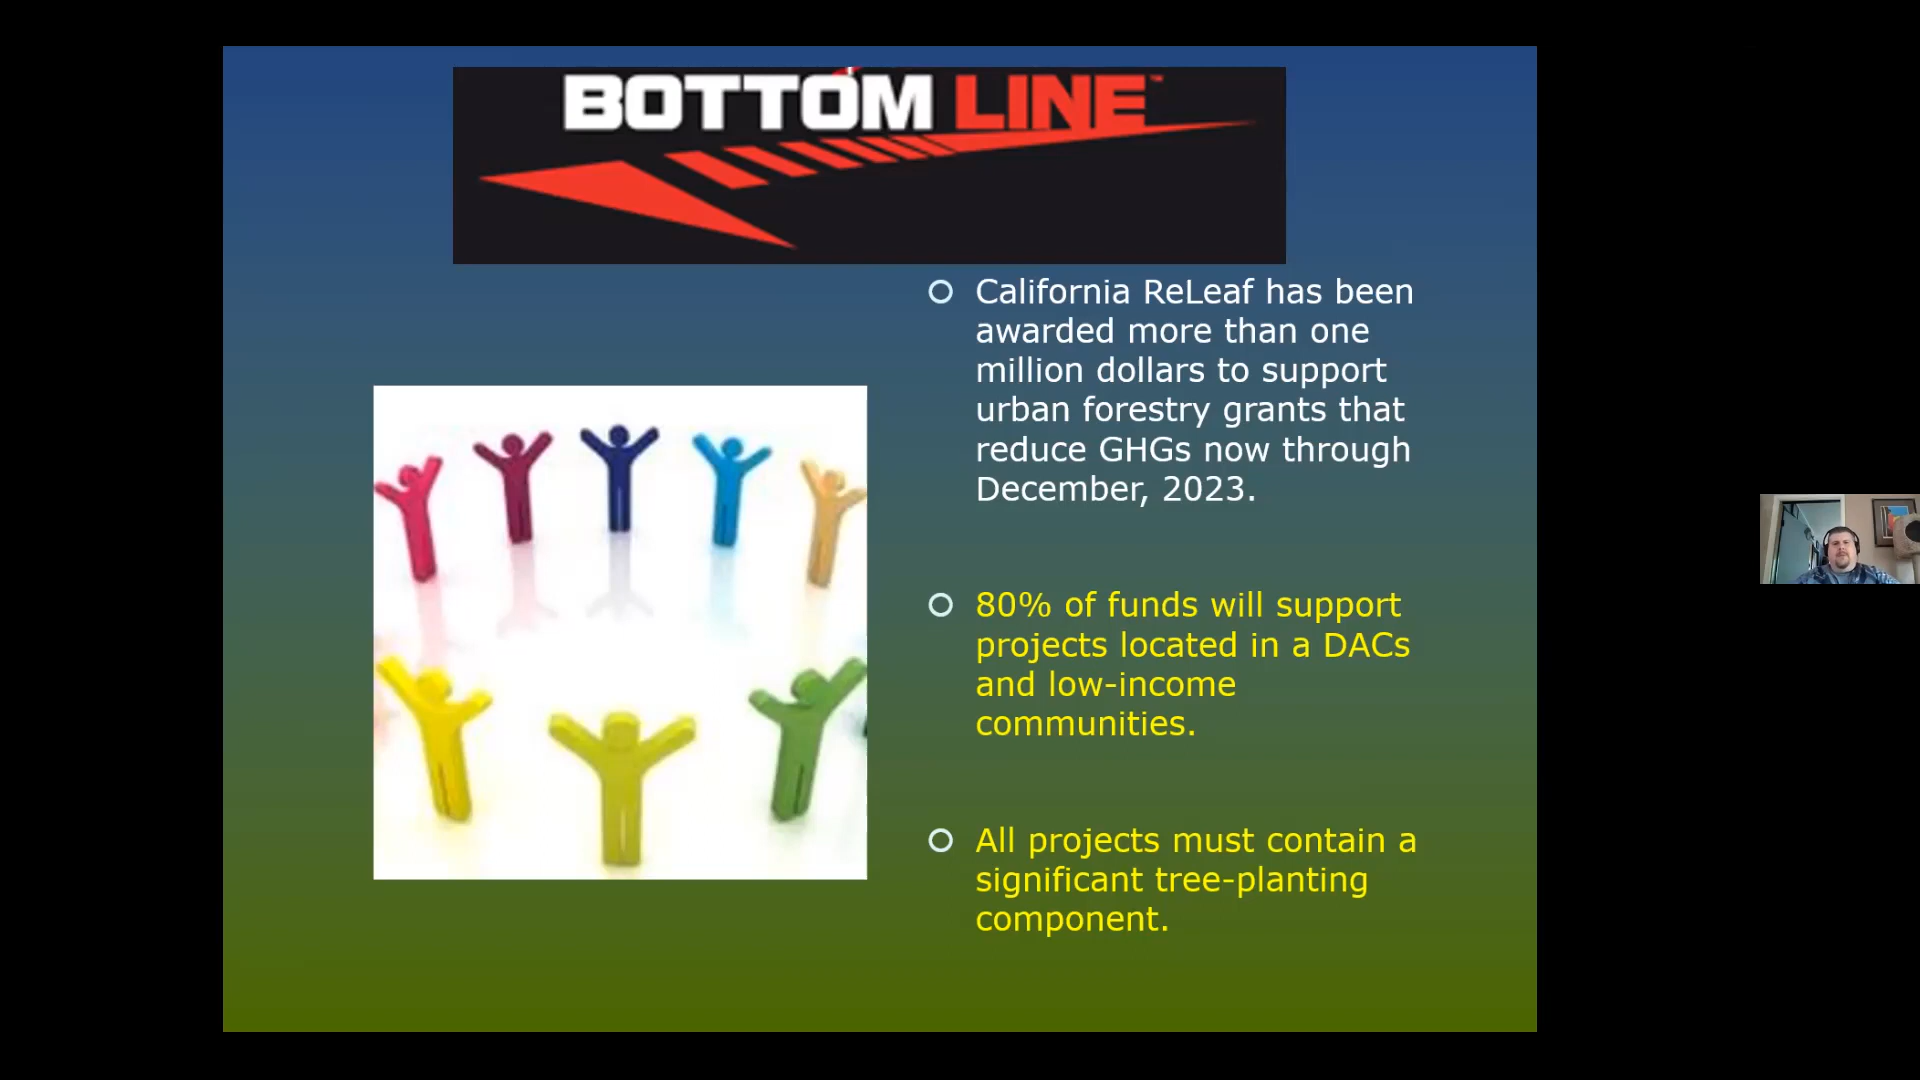 BOTTOM LINE™
California ReLeaf has been
awarded more than one
million dollars to support
urban forestry grants that
reduce GHGs now through
December, 2023.
80% of funds will support
projects located in a DACs
and low-income
communities.
All projects must contain a
significant tree-planting
component.